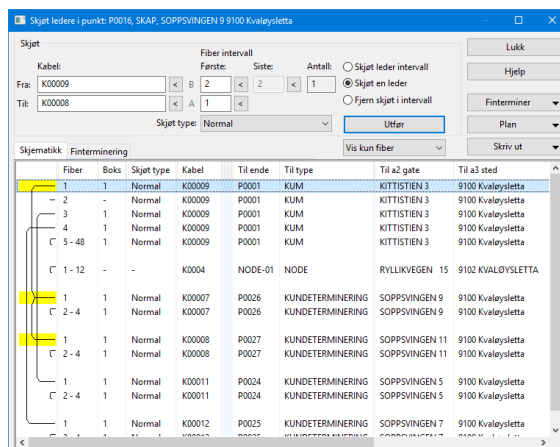 Skjøt ledere i punkt: P0016, SKAP, SOPPSVINGEN 9 9100 Kvaløysletta
Skjøt
Fiber intervall
Kabel: Første: Siste: Antall:
Fra: K00009 < B 2 < 2 < 1
Til: K00008 < A 1 <
Skjøt leder intervall
Skjøt en leder
Fjern skjøt i intervall
Skjøt type: Normal
Utfør
Lukk
Hjelp
Finterminer
Plan
Skriv ut
Vis kun fiber
Skjematikk Finterminering
Fiber Boks Skjøt type Kabel Til ende Til type Til a2 gate Til a3 sted
1 1 Normal K00009 P0001 KUM KITTISTIEN 3 9100 Kvaløysletta
2 - Normal K00009 P0001 KUM KITTISTIEN 3 9100 Kvaløysletta
3 1 Normal K00009 P0001 KUM KITTISTIEN 3 9100 Kvaløysletta
4 1 Normal K00009 P0001 KUM KITTISTIEN 3 9100 Kvaløysletta
5 - 48 1 Normal K00009 P0001 KUM KITTISTIEN 3 9100 Kvaløysletta
1 - 12 - - K0004 NODE-01 NODE RYLLIKVEGEN 15 9102 KVALØYSLETTA
1 1 Normal K00007 P0026 KUNDETERMINERING SOPPSVINGEN 9 9100 Kvaløysletta
2 - 4 1 Normal K00007 P0026 KUNDETERMINERING SOPPSVINGEN 9 9100 Kvaløysletta
1 1 Normal K00008 P0027 KUNDETERMINERING SOPPSVINGEN 11 9100 Kvaløysletta
2 - 4 1 Normal K00008 P0027 KUNDETERMINERING SOPPSVINGEN 11 9100 Kvaløysletta
1 1 Normal K00011 P0024 KUNDETERMINERING SOPPSVINGEN 5 9100 Kvaløysletta
2 - 4 1 Normal K00011 P0024 KUNDETERMINERING SOPPSVINGEN 5 9100 Kvaløysletta
1 1 Normal K00012 P0025 KUNDETERMINERING SOPPSVINGEN 7 9100 Kvaløysletta